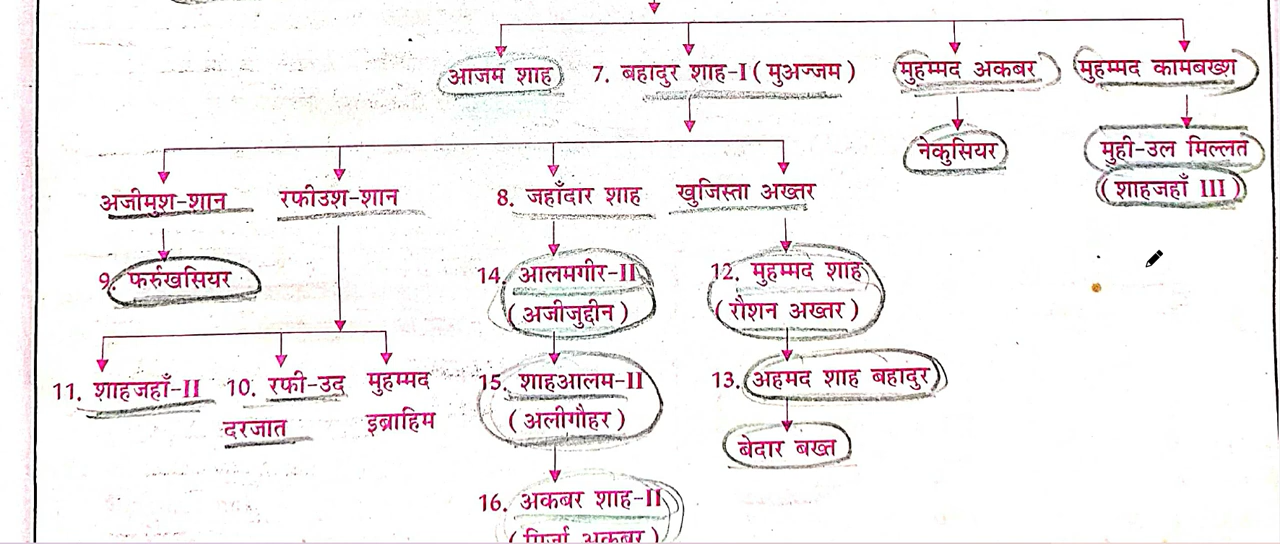 आजम शाह 7. बहादुर शाह-I ( मुअज्जम ) मुहम्मद अकबर मुहम्मद कामबख्श
नेकुसियर मुही-उल मिल्लत
( शाहजहाँ III )
अजीमुश-शान रफीउश-शान 8. जहाँदार शाह खुजिस्ता अख्तर
9. फर्रुखसियर 14. आलमगीर-II 12. मुहम्मद शाह
( अजीजुद्दीन ) ( रौशन अख्तर )
11. शाहजहाँ-II 10. रफी-उद मुहम्मद 15. शाहआलम-II 13. अहमद शाह बहादुर
दरजात इब्राहिम ( अलीगौहर )
बेदार बख्त
16. अकबर शाह-II
( मिर्जा अकबर )